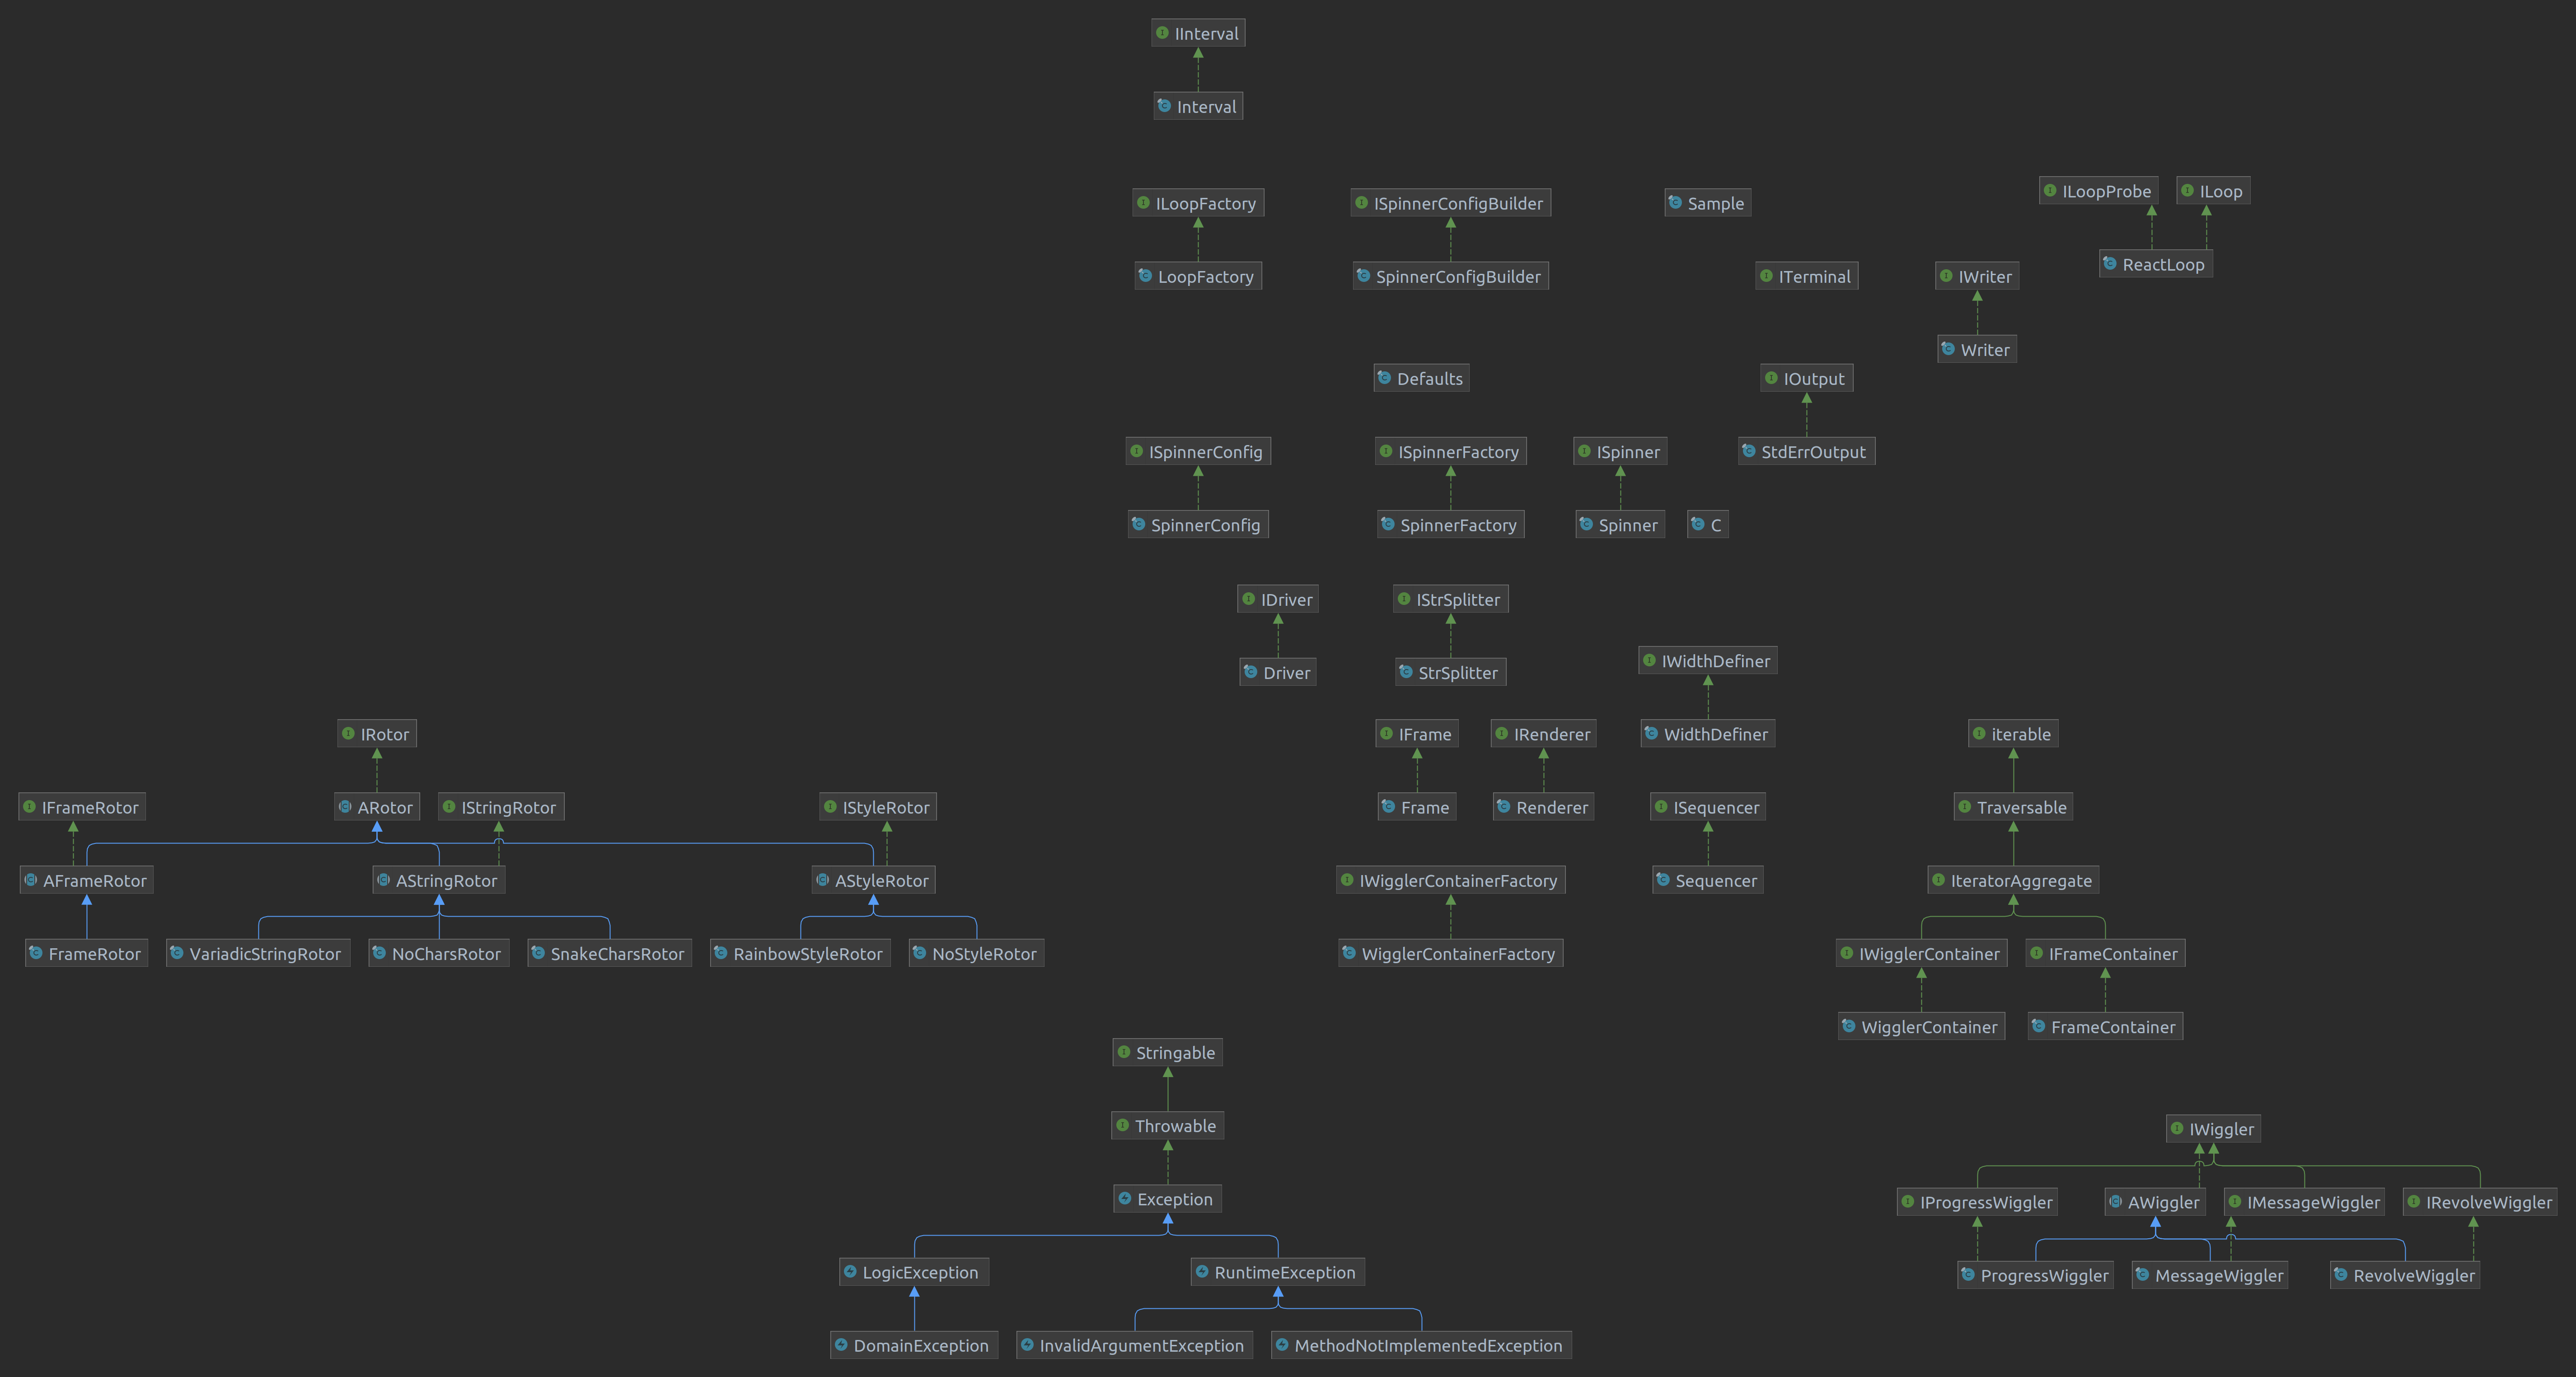 IInterval
Interval
ILoopProbe
ILoop
ILoopFactory
ISpinnerConfigBuilder
Sample
ReactLoop
LoopFactory
SpinnerConfigBuilder
ITerminal
IWriter
Writer
Defaults
IOutput
ISpinnerConfig
ISpinnerFactory
ISpinner
StdErrOutput
SpinnerConfig
SpinnerFactory
Spinner
C
IDriver
IStrSplitter
Driver
StrSplitter
IWidthDefiner
IRotor
IFrame
IRenderer
WidthDefiner
iterable
IFrameRotor
ARotor
IStringRotor
IStyleRotor
Frame
Renderer
ISequencer
Traversable
AFrameRotor
AStringRotor
AStyleRotor
IWigglerContainerFactory
Sequencer
IteratorAggregate
FrameRotor
VariadicStringRotor
NoCharsRotor
SnakeCharsRotor
RainbowStyleRotor
NoStyleRotor
WigglerContainerFactory
IWigglerContainer
IFrameContainer
WigglerContainer
FrameContainer
Stringable
Throwable
IWiggler
Exception
IProgressWiggler
AWiggler
IMessageWiggler
IRevolveWiggler
LogicException
RuntimeException
ProgressWiggler
MessageWiggler
RevolveWiggler
DomainException
InvalidArgumentException
MethodNotImplementedException